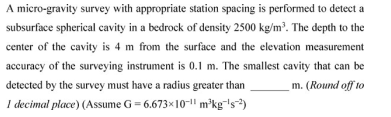 A micro-gravity survey with appropriate station spacing is performed to detect a
subsurface spherical cavity in a bedrock of density 2500 kg/m³. The depth to the
center of the cavity is 4 m from the surface and the elevation measurement
accuracy of the surveying instrument is 0.1 m. The smallest cavity that can be
detected by the survey must have a radius greater than ________ m. (Round off to
1 decimal place) (Assume G = 6.673×10⁻¹¹ m³kg⁻¹s⁻²)